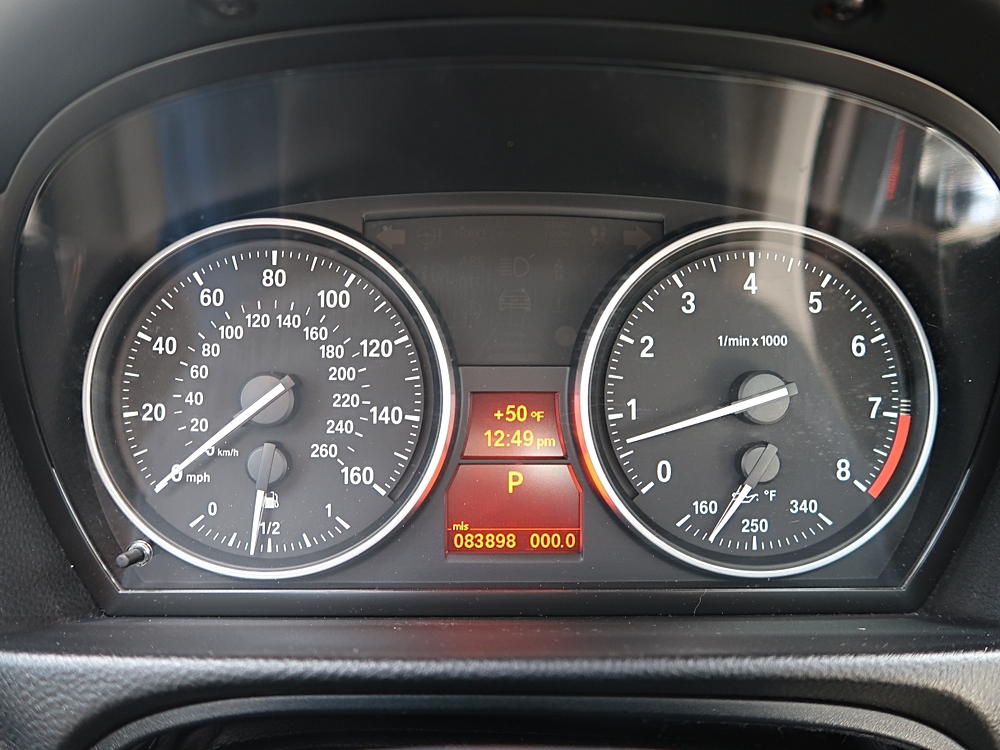 80
60 100
120 140
100 160
40 80 180 120
60 200
40 220
20 20 240 140
0 km/h 260
0 mph 160
0 1/2 1
+50 °F
12:49 pm
P
mls
083898 000.0
4
3 5
1/min x 1000
2 6
1 7
0 8
160 °F 340
250